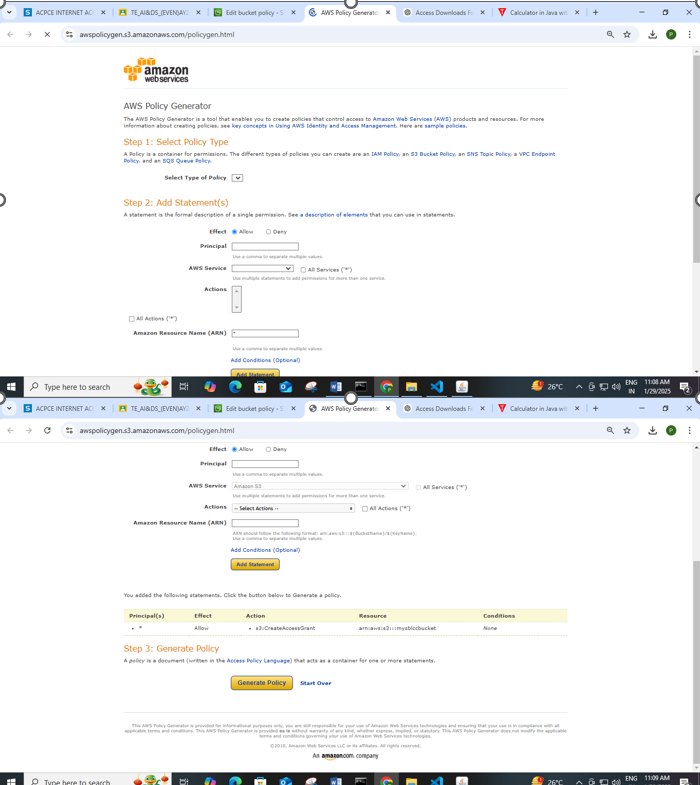 ACPCE INTERNET AC
TE_AI&DS_(EVEN)(AY2
Edit bucket policy - S
AWS Policy Generato
Access Downloads Fo
Calculator in Java wit
awspolicygen.s3.amazonaws.com/policygen.html
amazon
web services
AWS Policy Generator
The AWS Policy Generator is a tool that enables you to create policies that control access to Amazon Web Services (AWS) products and resources. For more
information about creating policies, see key concepts in Using AWS Identity and Access Management. Here are sample policies.
Step 1: Select Policy Type
A Policy is a container for permissions. The different types of policies you can create are an IAM Policy, an S3 Bucket Policy, an SNS Topic Policy, a VPC Endpoint
Policy, and an SQS Queue Policy.
Select Type of Policy
Step 2: Add Statement(s)
A statement is the formal description of a single permission. See a description of elements that you can use in statements.
Effect Allow Deny
Principal
Use a comma to separate multiple values.
AWS Service All Services ('*')
Use multiple statements to add permissions for more than one service.
Actions
All Actions ('*')
Amazon Resource Name (ARN) *
Use a comma to separate multiple values.
Add Conditions (Optional)
Add Statement
Type here to search
26°C
ENG
IN
11:08 AM
1/29/2025
2
ACPCE INTERNET AC
TE_AI&DS_(EVEN)(AY2
Edit bucket policy - S
AWS Policy Generato
Access Downloads Fo
Calculator in Java wit
awspolicygen.s3.amazonaws.com/policygen.html
Effect Allow Deny
Principal
Use a comma to separate multiple values.
AWS Service Amazon S3 All Services ('*')
Use multiple statements to add permissions for more than one service.
Actions -- Select Actions -- All Actions ('*')
Amazon Resource Name (ARN)
ARN should follow the following format: arn:aws:s3:::${BucketName}/${KeyName}.
Use a comma to separate multiple values.
Add Conditions (Optional)
Add Statement
You added the following statements. Click the button below to Generate a policy.
Principal(s) Effect Action Resource Conditions
• * Allow • s3:CreateAccessGrant arn:aws:s3:::mysblccbucket None
Step 3: Generate Policy
A policy is a document (written in the Access Policy Language) that acts as a container for one or more statements.
Generate Policy Start Over
This AWS Policy Generator is provided for informational purposes only, you are still responsible for your use of Amazon Web Services technologies and ensuring that your use is in compliance with all
applicable terms and conditions. This AWS Policy Generator is provided as is without warranty of any kind, whether express, implied, or statutory. This AWS Policy Generator does not modify the applicable
terms and conditions governing your use of Amazon Web Services technologies.
©2010, Amazon Web Services LLC or its affiliates. All rights reserved.
An amazon.com company
Type here to search
26°C
ENG
11:09 AM